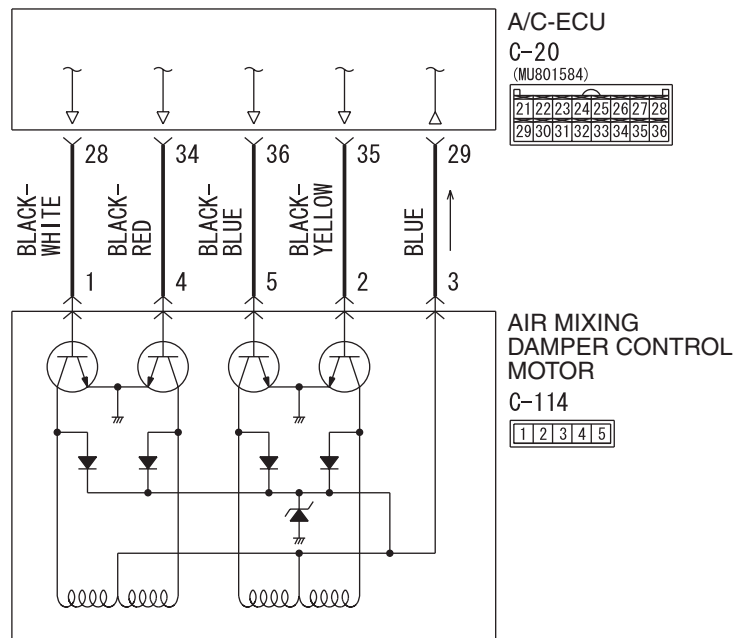 A/C-ECU
C-20
(MU801584)
21 22 23 24 25 26 27 28
29 30 31 32 33 34 35 36
28 34 36 35 29
BLACK-
WHITE
BLACK-
RED
BLACK-
BLUE
BLACK-
YELLOW
BLUE
1 4 5 2 3
AIR MIXING
DAMPER CONTROL
MOTOR
C-114
1 2 3 4 5